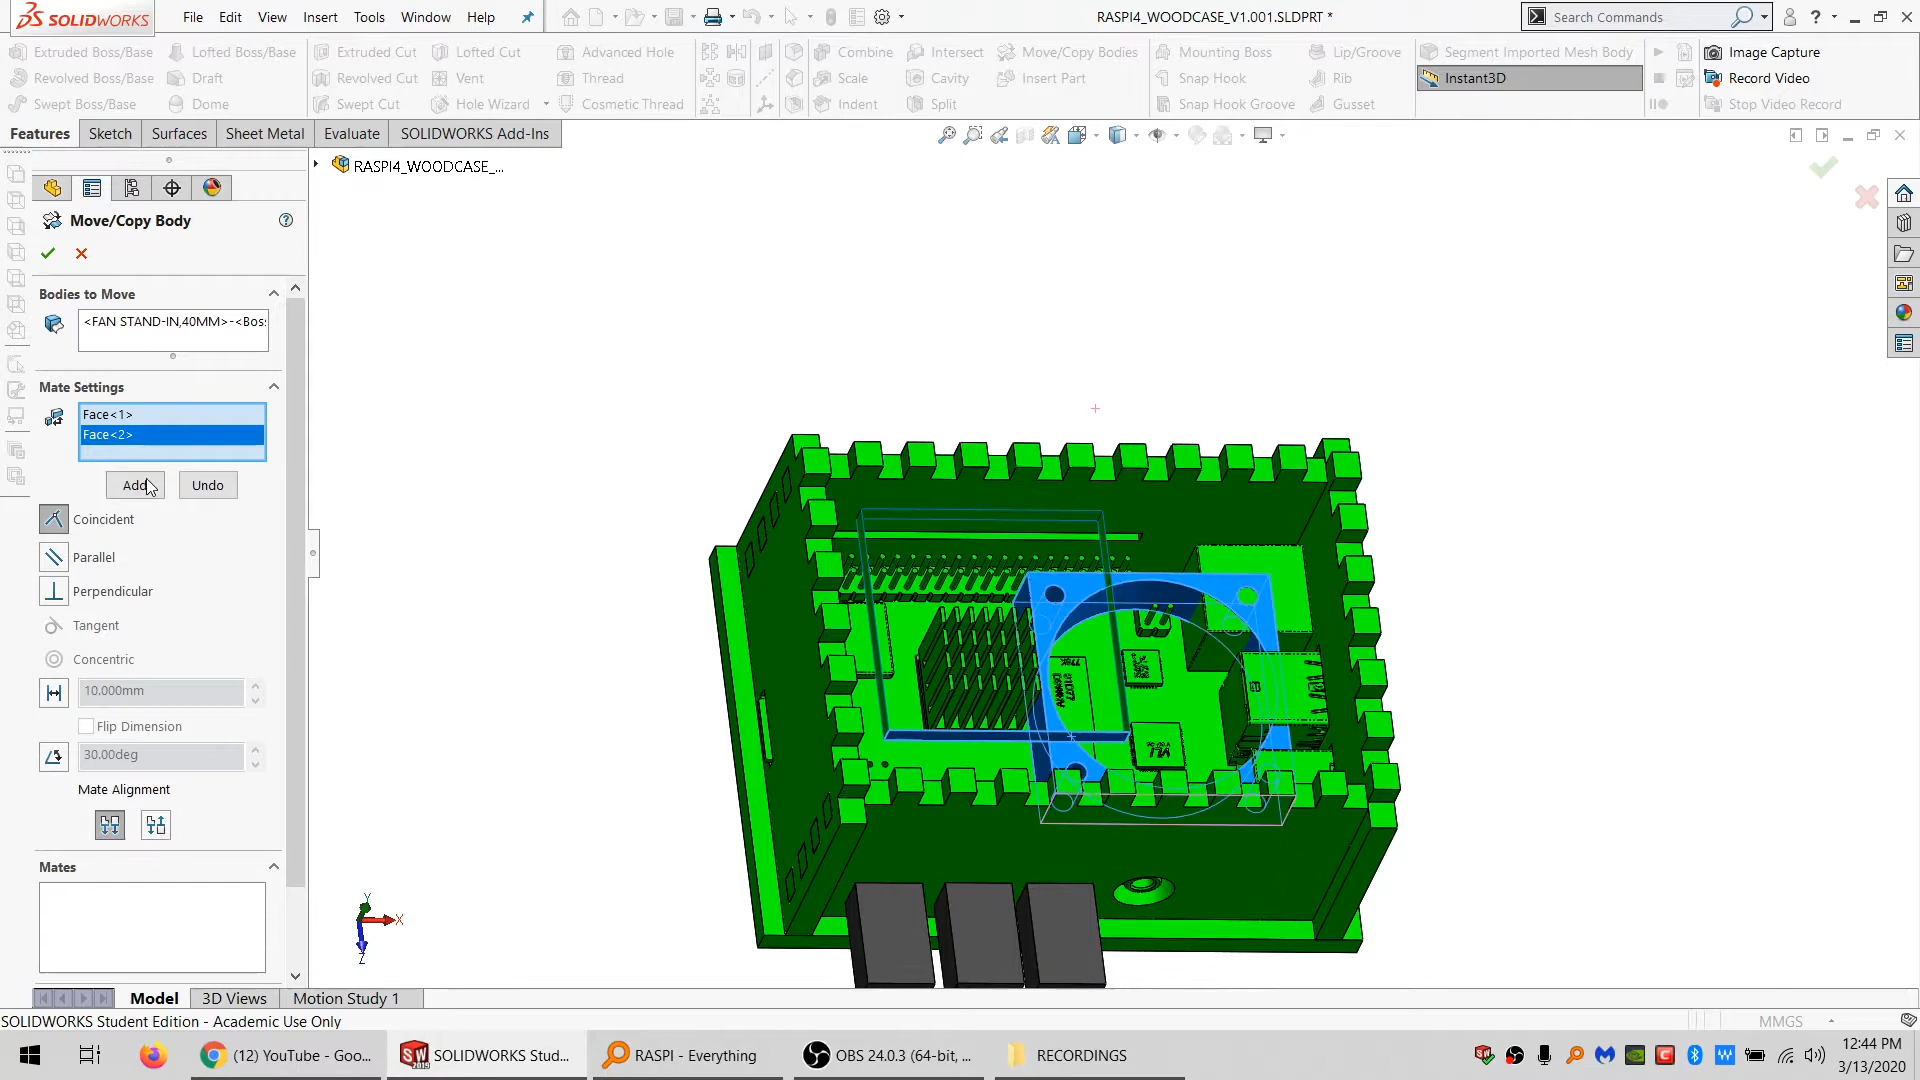 SOLIDWORKS
File Edit View Insert Tools Window Help
RASPI4_WOODCASE_V1.001.SLDPRT *
Search Commands
?
Extruded Boss/Base
Revolved Boss/Base
Swept Boss/Base
Lofted Boss/Base
Draft
Dome
Extruded Cut
Revolved Cut
Swept Cut
Lofted Cut
Vent
Hole Wizard
Advanced Hole
Thread
Cosmetic Thread
Combine
Scale
Indent
Intersect
Cavity
Split
Move/Copy Bodies
Insert Part
Mounting Boss
Snap Hook
Snap Hook Groove
Lip/Groove
Rib
Gusset
Segment Imported Mesh Body
Instant3D
Image Capture
Record Video
Stop Video Record
Features Sketch Surfaces Sheet Metal Evaluate SOLIDWORKS Add-Ins
RASPI4_WOODCASE_...
Move/Copy Body
?
Bodies to Move
<FAN STAND-IN,40MM>-<Bos
Mate Settings
Face<1>
Face<2>
Add Undo
Coincident
Parallel
Perpendicular
Tangent
Concentric
10.000mm
Flip Dimension
30.00deg
Mate Alignment
Mates
Y
X
Z
VLI
Model 3D Views Motion Study 1
SOLIDWORKS Student Edition - Academic Use Only
MMGS
(12) YouTube - Goo...
SW
2019
SOLIDWORKS Stud...
RASPI - Everything
OBS 24.0.3 (64-bit, ...
RECORDINGS
12:44 PM
3/13/2020